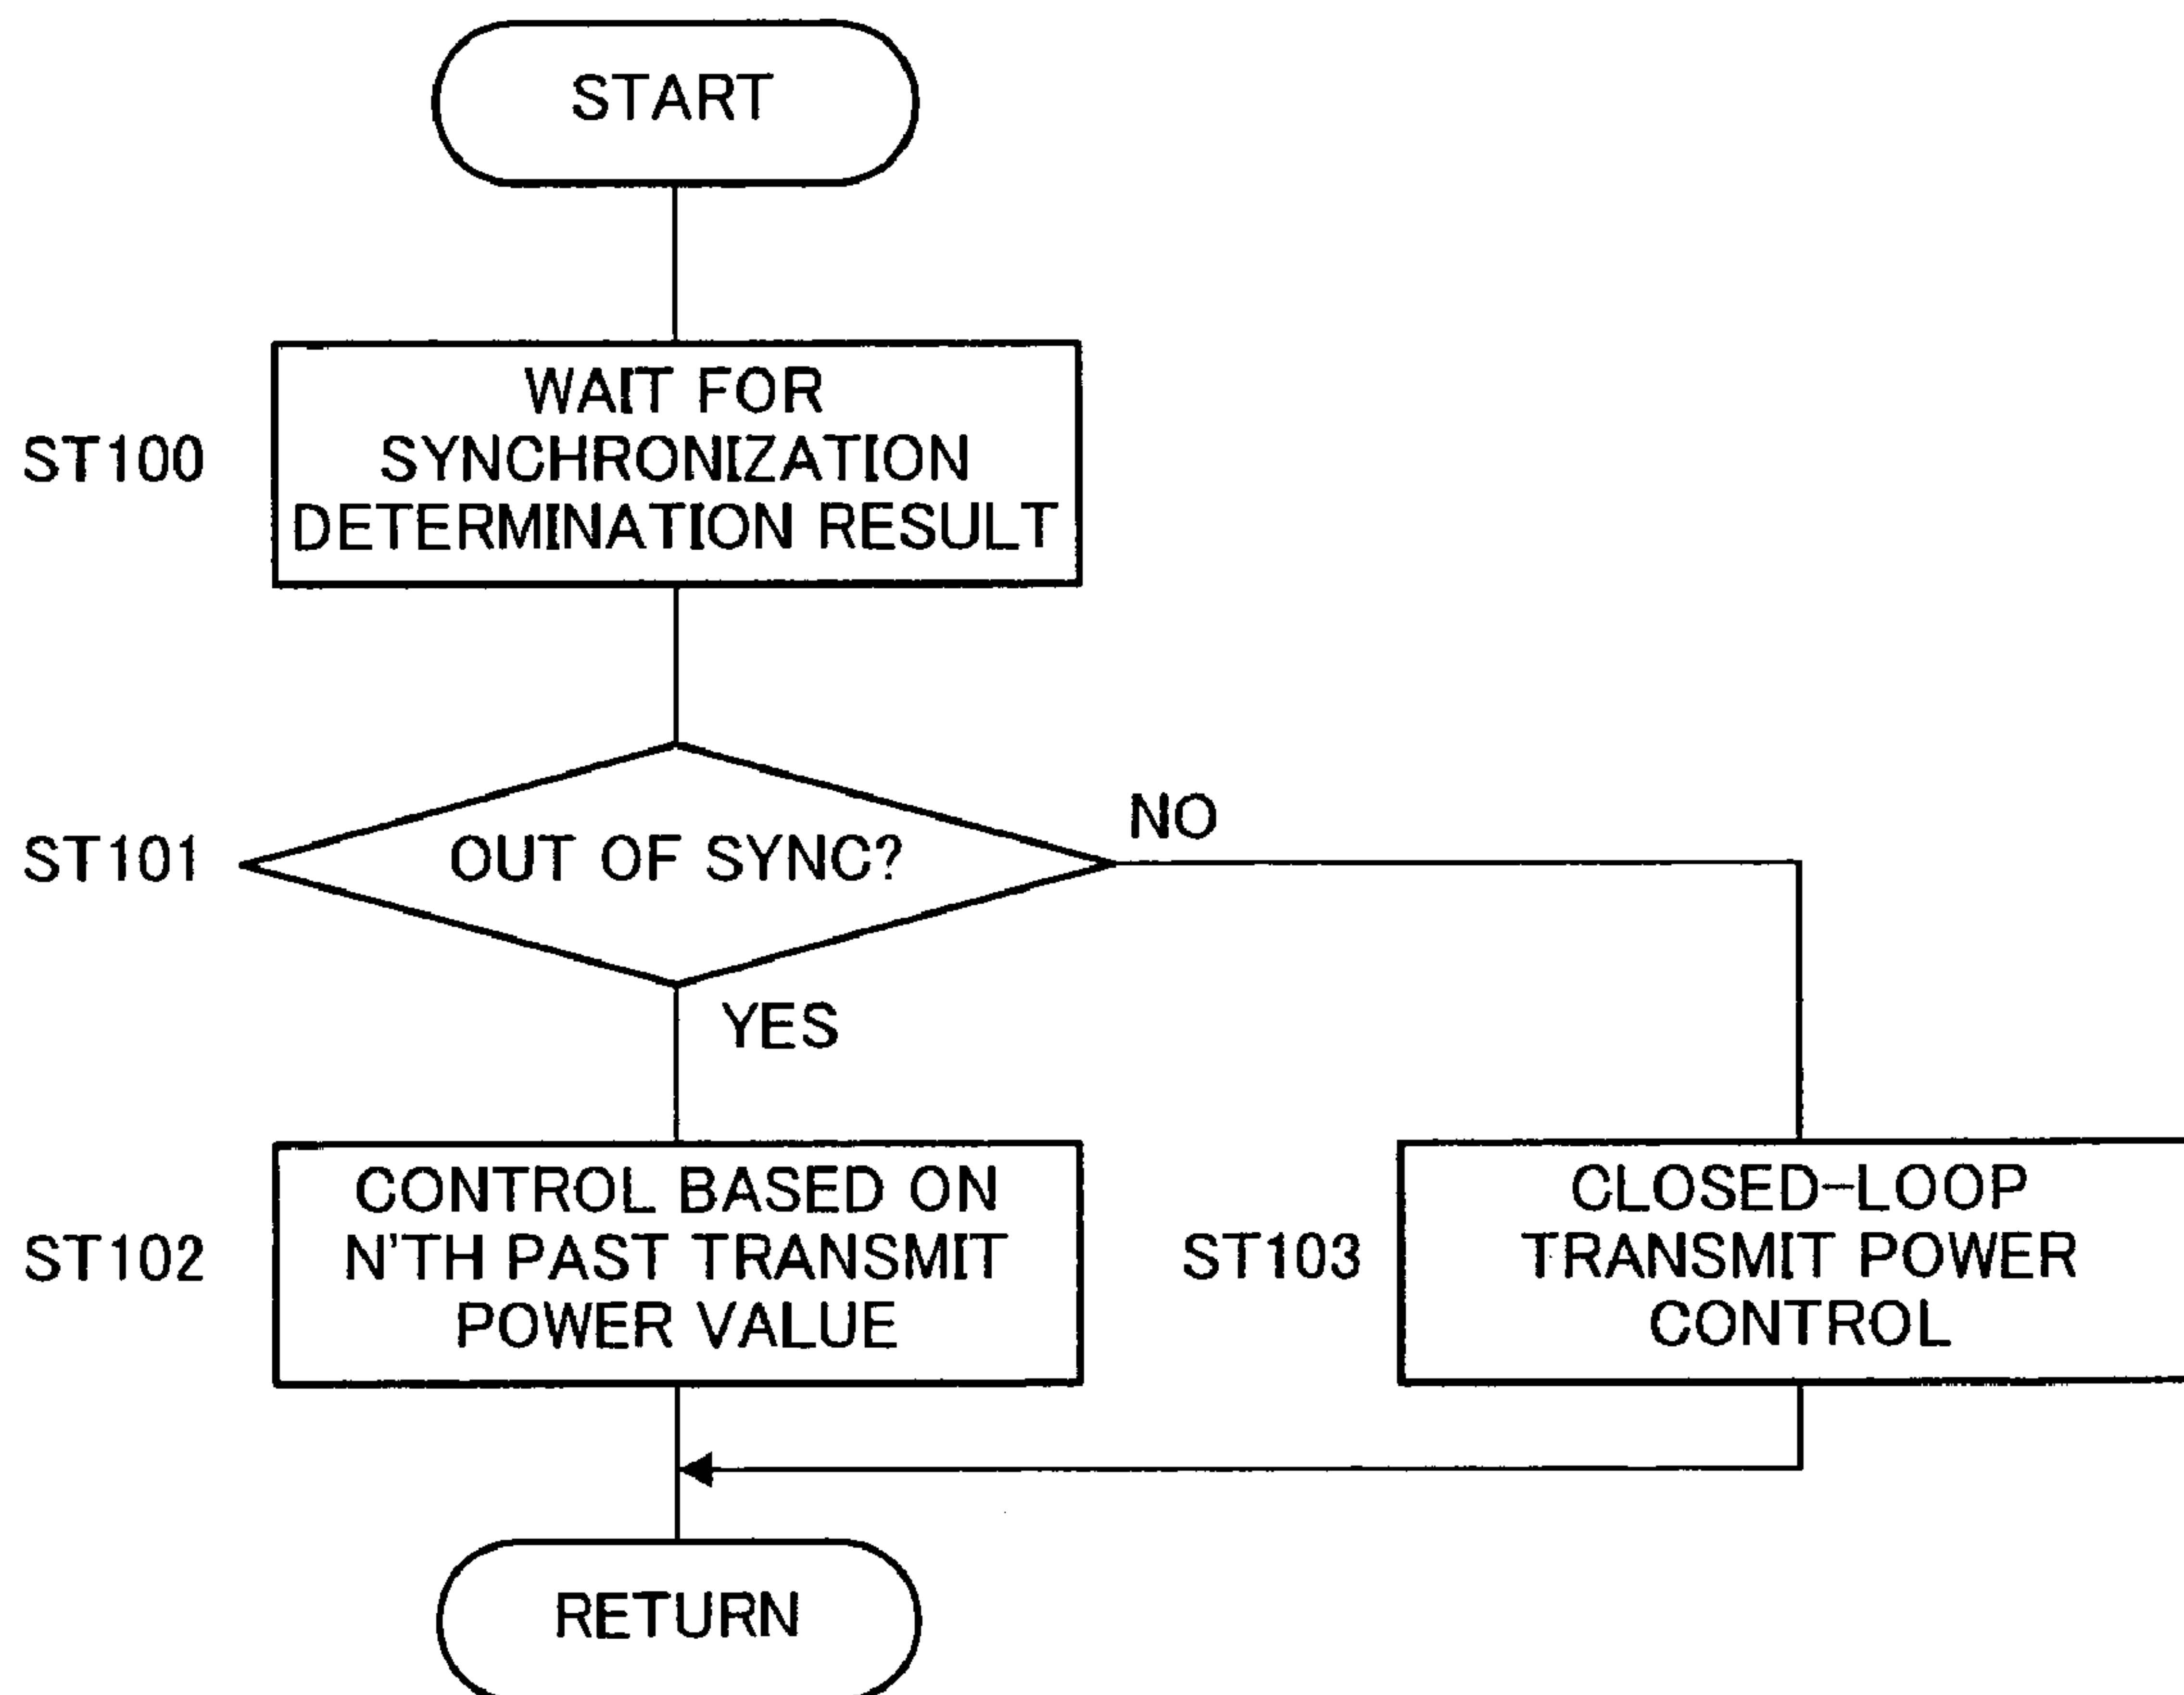 START
ST100
WAIT FOR
SYNCHRONIZATION
DETERMINATION RESULT
ST101
OUT OF SYNC?
NO
YES
ST102
CONTROL BASED ON
N'TH PAST TRANSMIT
POWER VALUE
ST103
CLOSED-LOOP
TRANSMIT POWER
CONTROL
RETURN